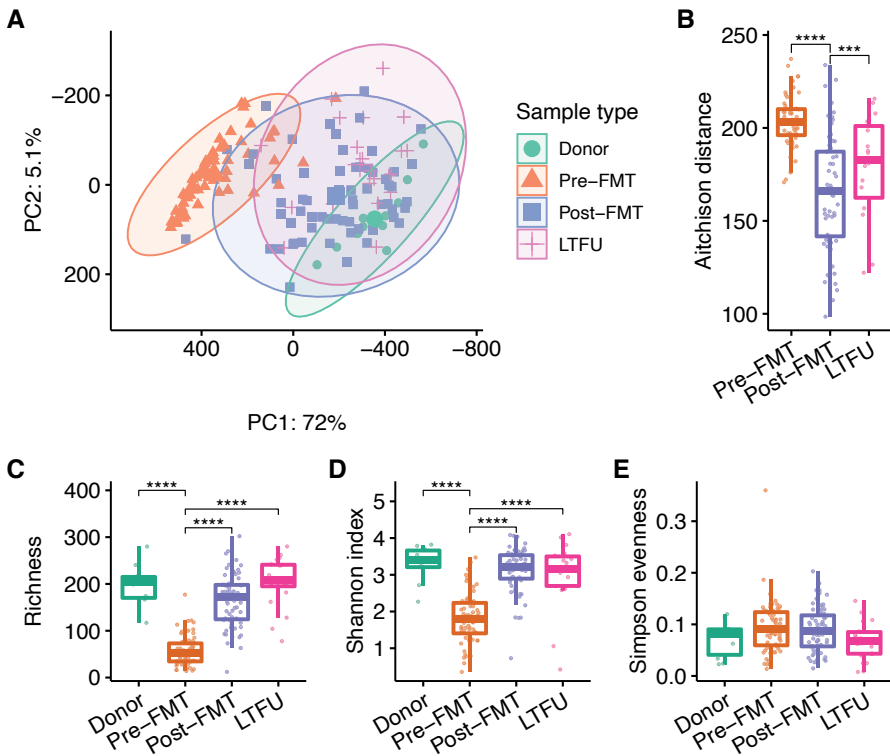 A
−200
0
200
PC2: 5.1%
400
0
−400
−800
PC1: 72%
Sample type
Donor
Pre−FMT
Post−FMT
LTFU
B
****
***
250
200
150
100
Aitchison distance
Pre−FMT
Post−FMT
LTFU
C
****
****
****
400
300
200
100
0
Richness
Donor
Pre−FMT
Post−FMT
LTFU
D
****
****
****
5
4
3
2
1
Shannon index
Donor
Pre−FMT
Post−FMT
LTFU
E
0.3
0.2
0.1
0.0
Simpson evenness
Donor
Pre−FMT
Post−FMT
LTFU